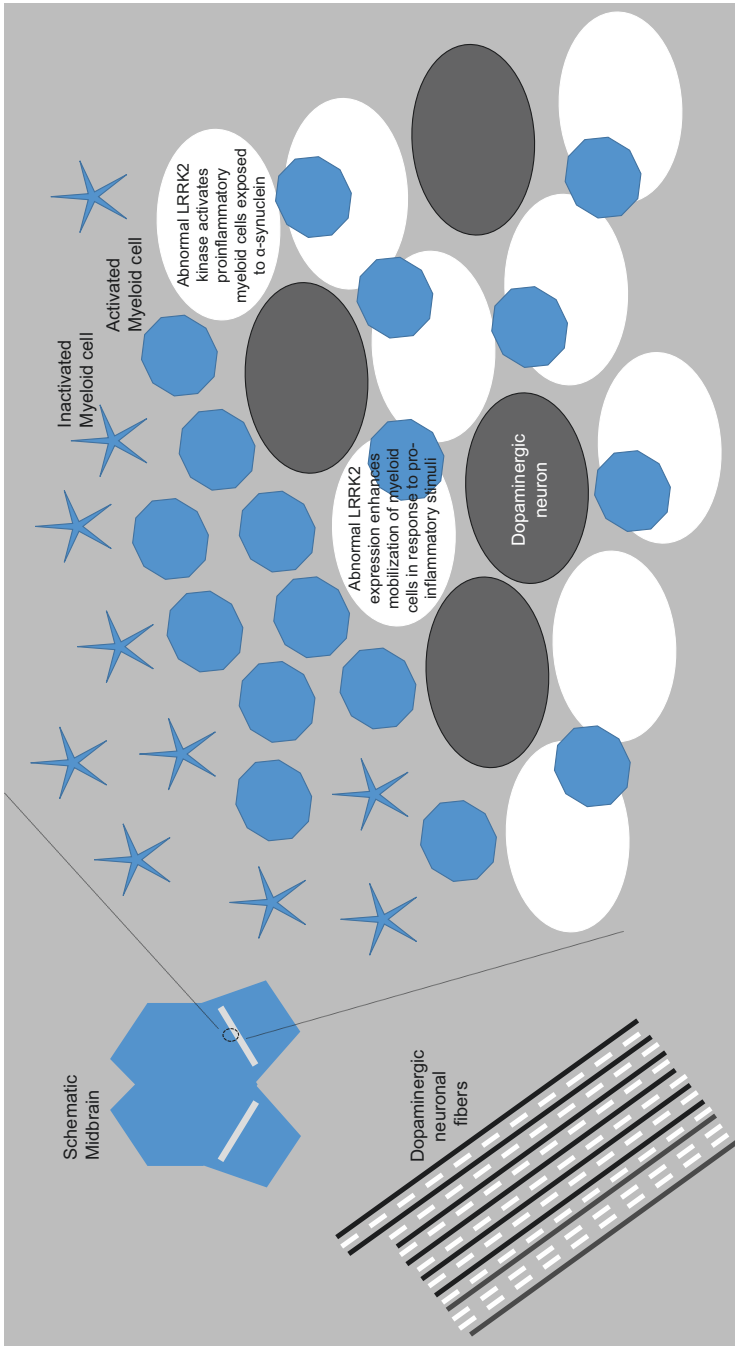 Schematic
Midbrain
Inactivated
Myeloid cell
Activated
Myeloid cell
Abnormal LRRK2
kinase activates
proinflammatory
myeloid cells exposed
to α-synuclein
Abnormal LRRK2
expression enhances
mobilization of myeloid
cells in response to pro-
inflammatory stimuli
Dopaminergic
neuron
Dopaminergic
neuronal
fibers